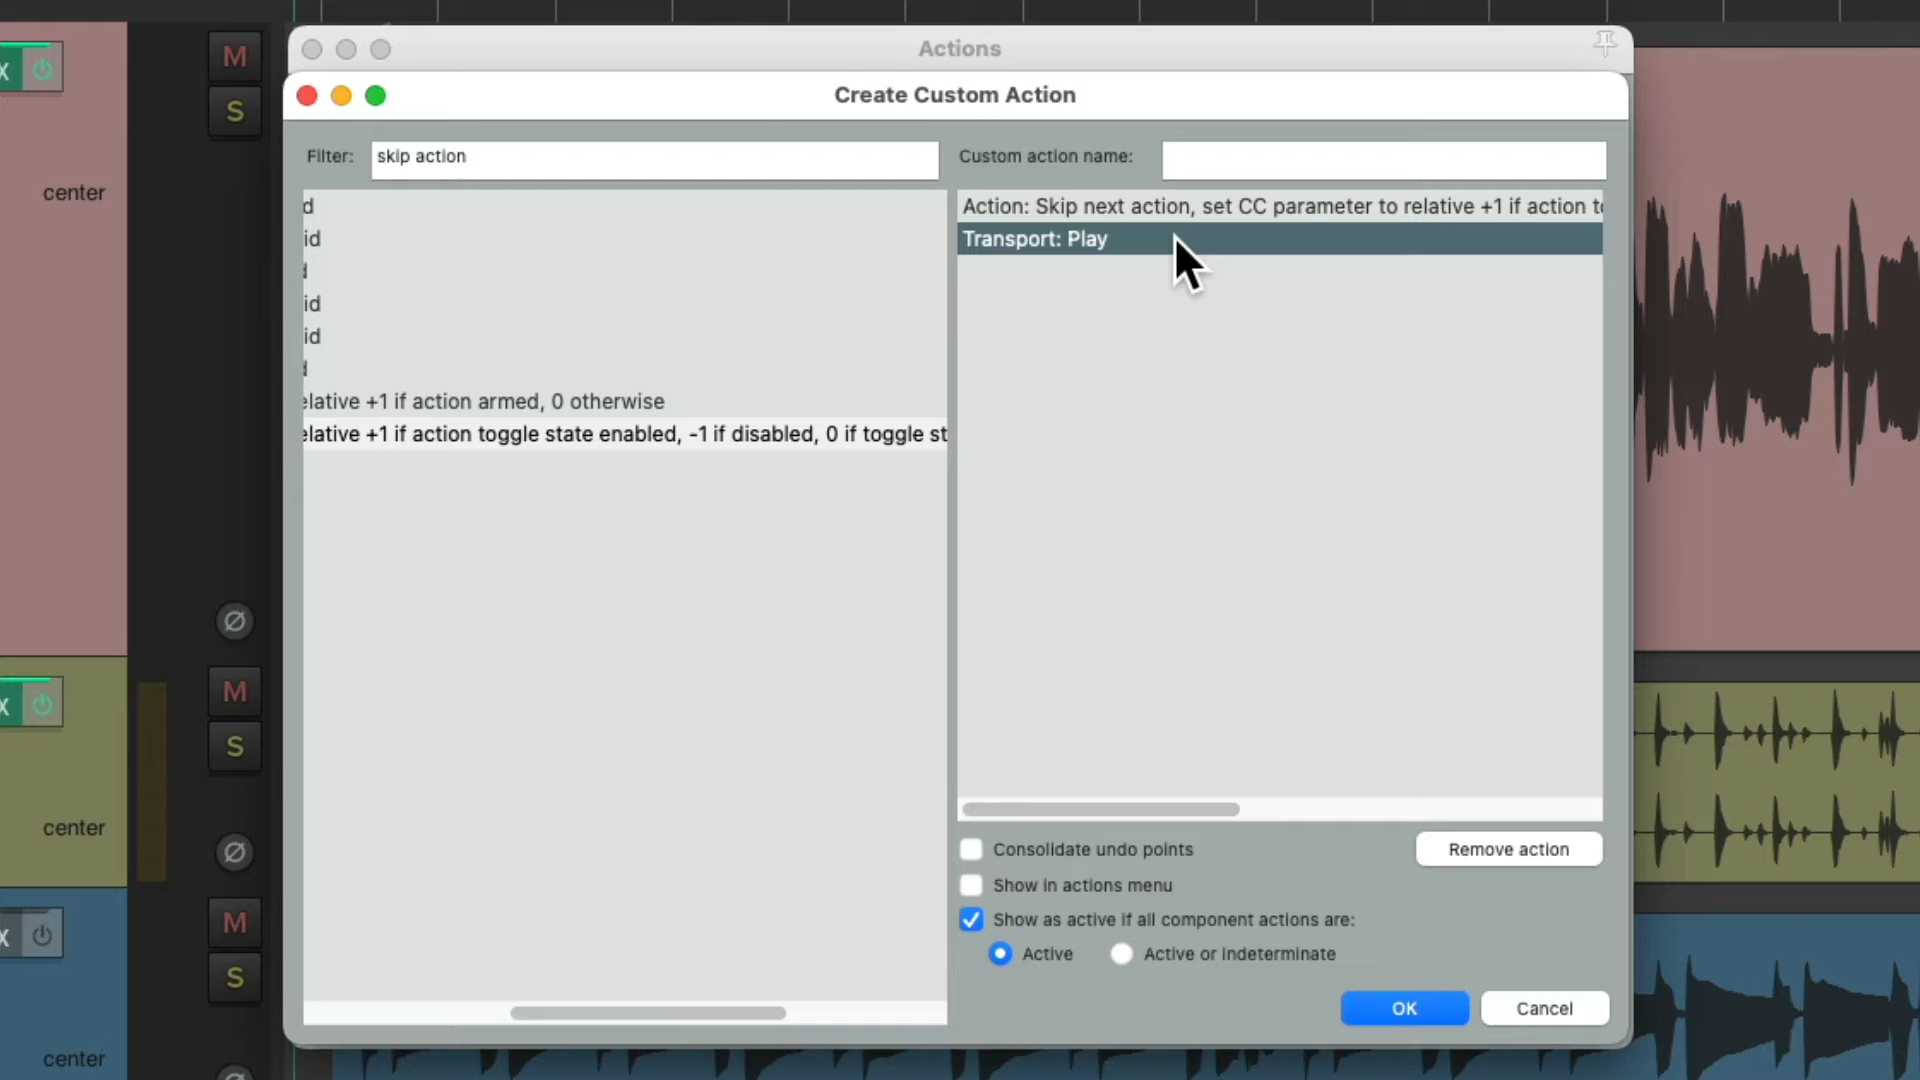 Actions
Create Custom Action
Filter:
skip action
Custom action name:
d
id
id
id
elative +1 if action armed, 0 otherwise
elative +1 if action toggle state enabled, -1 if disabled, 0 if toggle st
Action: Skip next action, set CC parameter to relative +1 if action to
Transport: Play
Consolidate undo points
Remove action
Show in actions menu
Show as active if all component actions are:
Active
Active or indeterminate
OK
Cancel
X
M
S
center
X
M
S
center
X
M
S
center